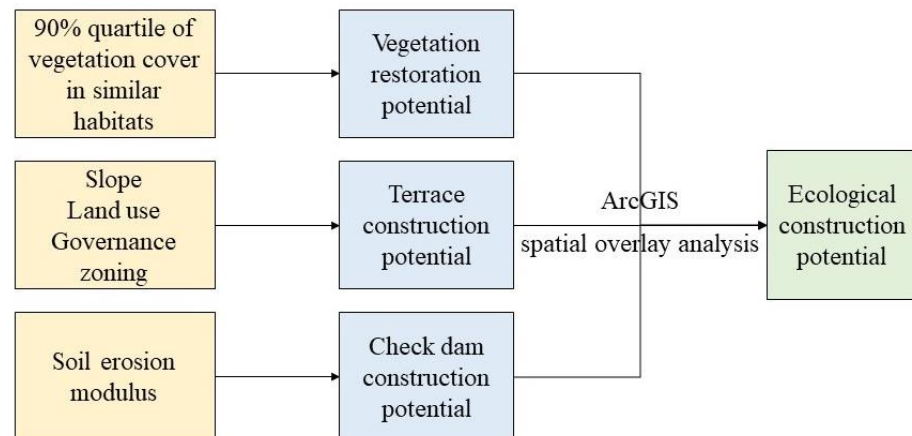 90% quartile of
vegetation cover
in similar
habitats
Vegetation
restoration
potential
Slope
Land use
Governance
zoning
Terrace
construction
potential
ArcGIS
spatial overlay analysis
Ecological
construction
potential
Soil erosion
modulus
Check dam
construction
potential